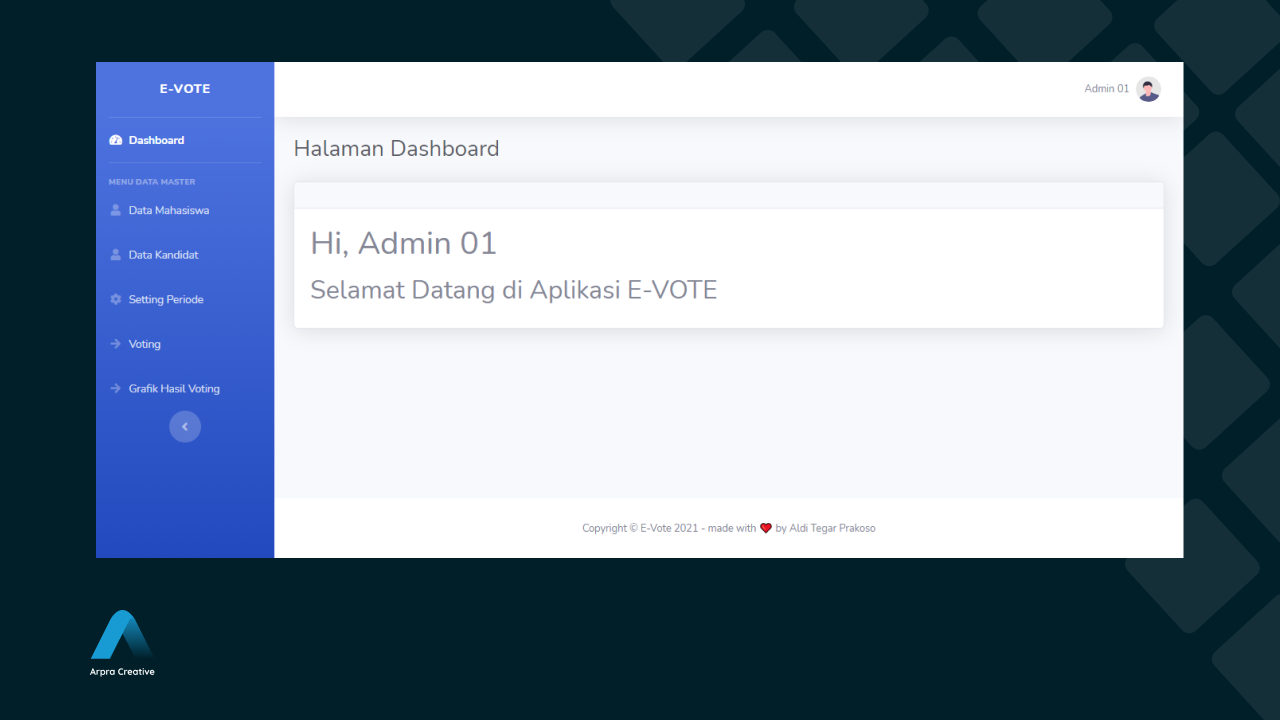 E-VOTE
Admin 01
Dashboard
MENU DATA MASTER
Data Mahasiswa
Data Kandidat
Setting Periode
Voting
Grafik Hasil Voting
Halaman Dashboard
Hi, Admin 01
Selamat Datang di Aplikasi E-VOTE
Copyright © E-Vote 2021 - made with ❤ by Aldi Tegar Prakoso
Arpra Creative